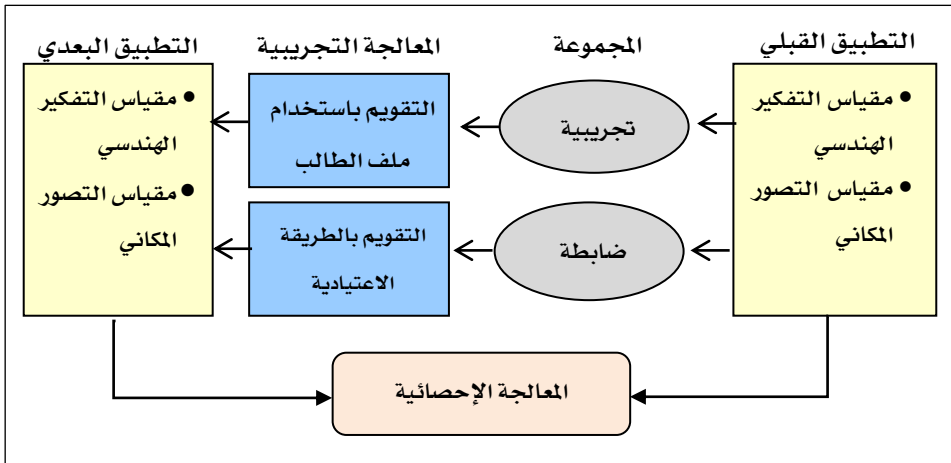 التطبيق القبلي
المجموعة
المعالجة التجريبية
التطبيق البعدي
• مقياس التفكير
الهندسي
• مقياس التصور
المكاني
تجريبية
التقويم باستخدام
ملف الطالب
ضابطة
التقويم بالطريقة
الاعتيادية
• مقياس التفكير
الهندسي
• مقياس التصور
المكاني
المعالجة الإحصائية